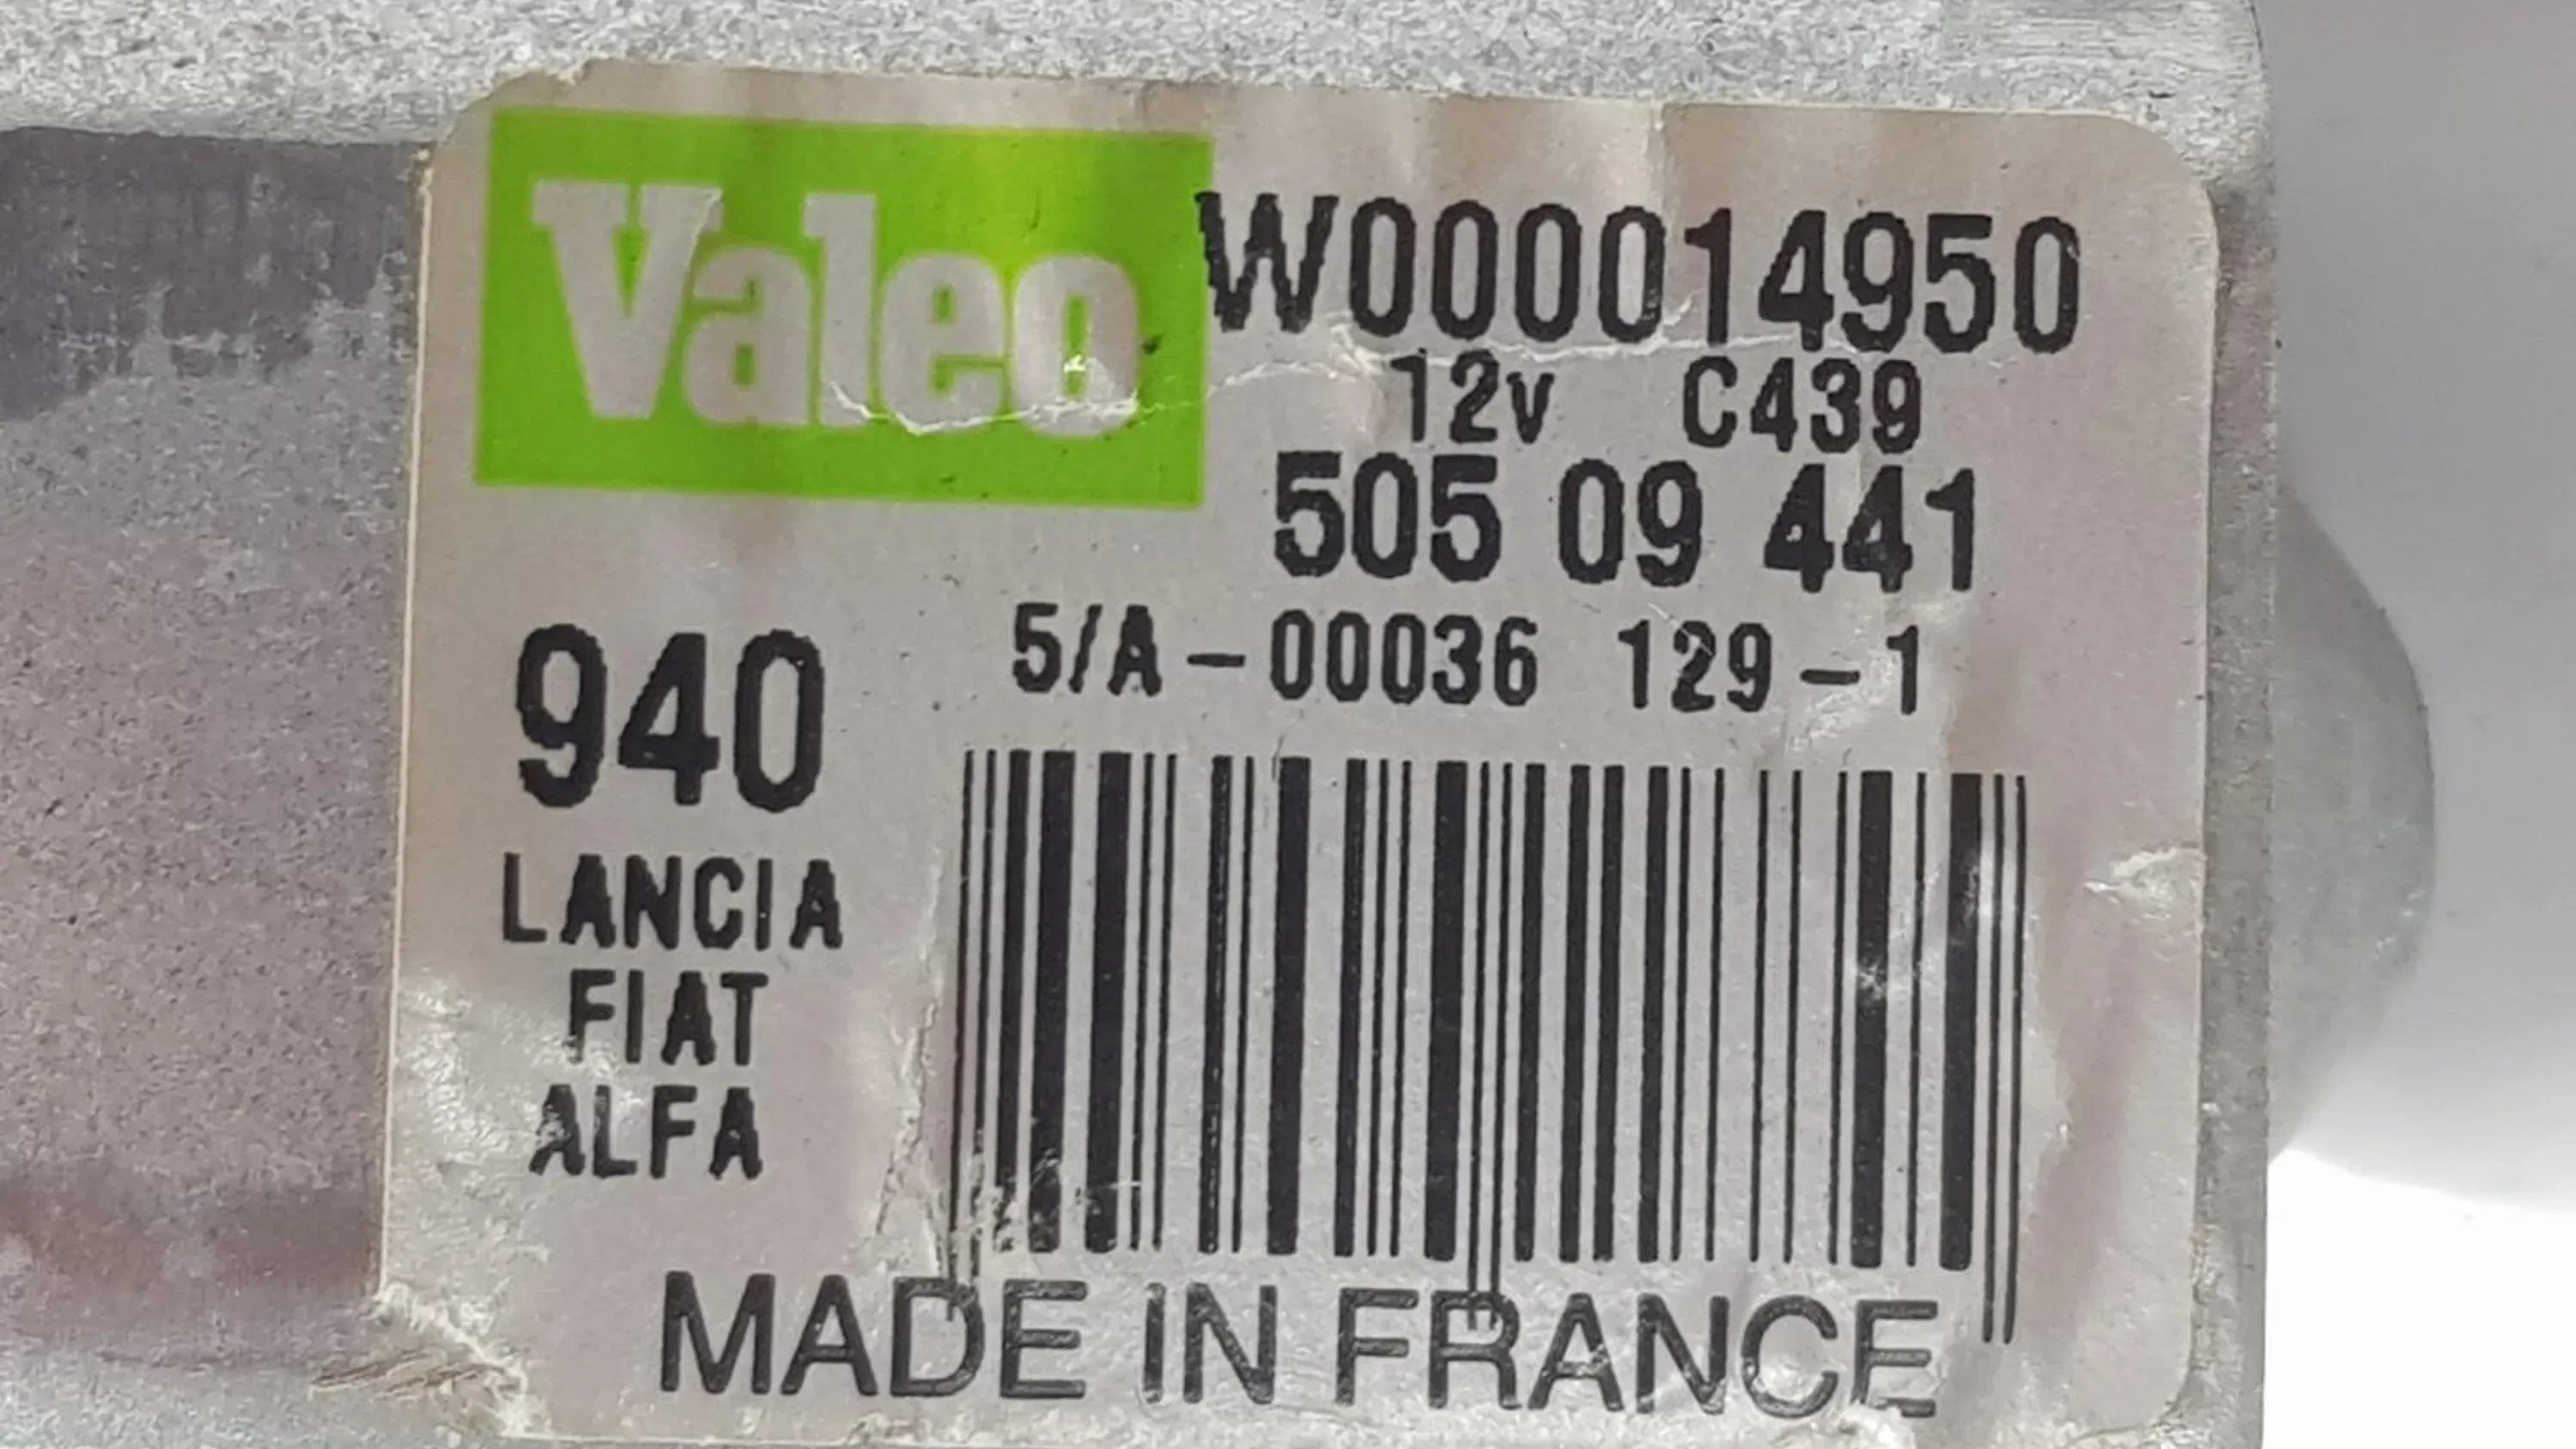 Valeo W000014950
12v C439
505 09 441
5/A-00036 129-1
940
LANCIA
FIAT
ALFA
MADE IN FRANCE